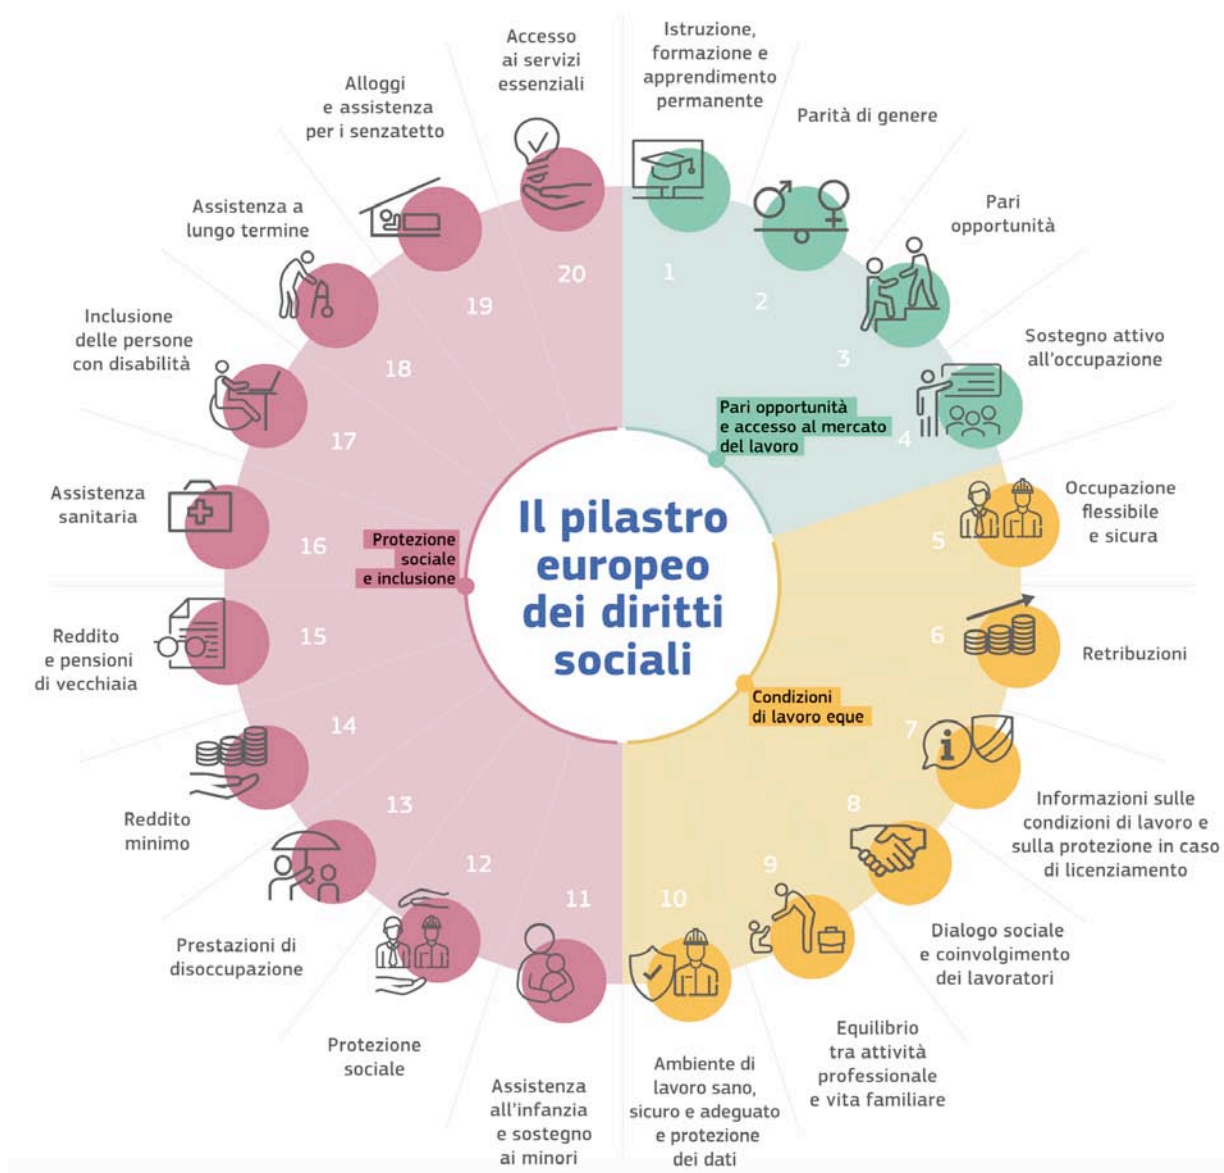 Il pilastro
europeo
dei diritti
sociali
Pari opportunità
e accesso al mercato
del lavoro
1
Istruzione,
formazione e
apprendimento
permanente
2
Parità di genere
3
Pari
opportunità
4
Sostegno attivo
all'occupazione
Condizioni
di lavoro eque
5
Occupazione
flessibile
e sicura
6
Retribuzioni
7
Informazioni sulle
condizioni di lavoro e
sulla protezione in caso
di licenziamento
8
Dialogo sociale
e coinvolgimento
dei lavoratori
9
Equilibrio
tra attività
professionale
e vita familiare
10
Ambiente di
lavoro sano,
sicuro e adeguato
e protezione
dei dati
Protezione
sociale
e inclusione
11
Assistenza
all'infanzia
e sostegno
ai minori
12
Protezione
sociale
13
Prestazioni di
disoccupazione
14
Reddito
minimo
15
Reddito
e pensioni
di vecchiaia
16
Assistenza
sanitaria
17
Inclusione
delle persone
con disabilità
18
Assistenza a
lungo termine
19
Alloggi
e assistenza
per i senzatetto
20
Accesso
ai servizi
essenziali